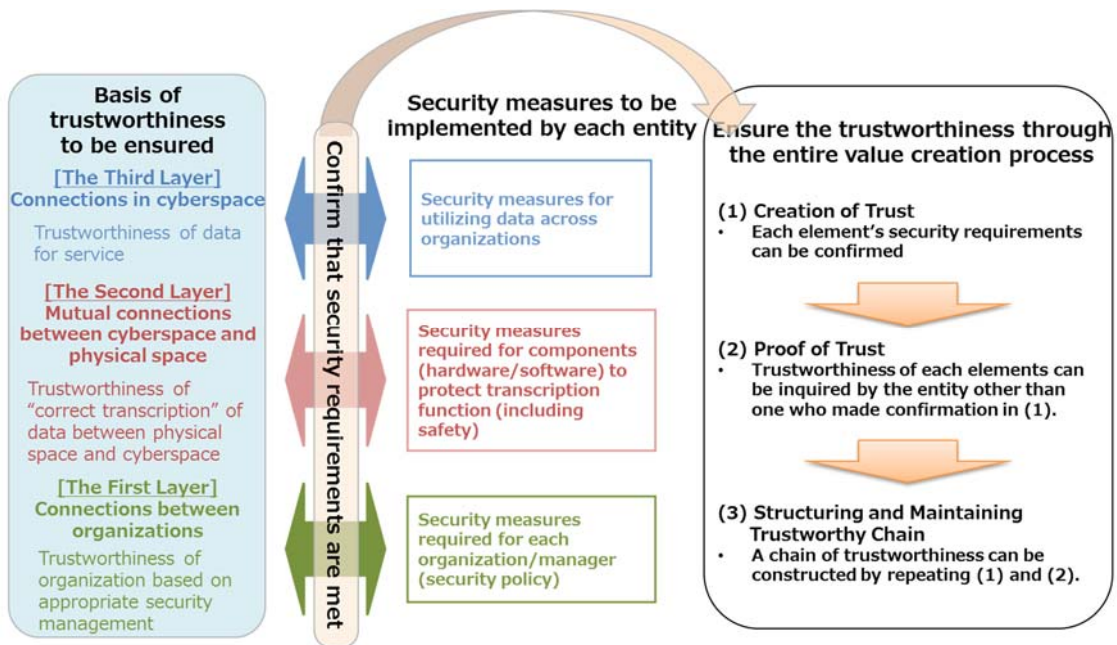 Basis of
trustworthiness
to be ensured
[The Third Layer]
Connections in cyberspace
Trustworthiness of data
for service
[The Second Layer]
Mutual connections
between cyberspace and
physical space
Trustworthiness of
“correct transcription” of
data between physical
space and cyberspace
[The First Layer]
Connections between
organizations
Trustworthiness of
organization based on
appropriate security
management
Confirm that security requirements are met
Security measures to be
implemented by each entity
Security measures for
utilizing data across
organizations
Security measures
required for components
(hardware/software) to
protect transcription
function (including
safety)
Security measures
required for each
organization/manager
(security policy)
Ensure the trustworthiness through
the entire value creation process
(1) Creation of Trust
• Each element’s security requirements
can be confirmed
(2) Proof of Trust
• Trustworthiness of each elements can
be inquired by the entity other than
one who made confirmation in (1).
(3) Structuring and Maintaining
Trustworthy Chain
• A chain of trustworthiness can be
constructed by repeating (1) and (2).